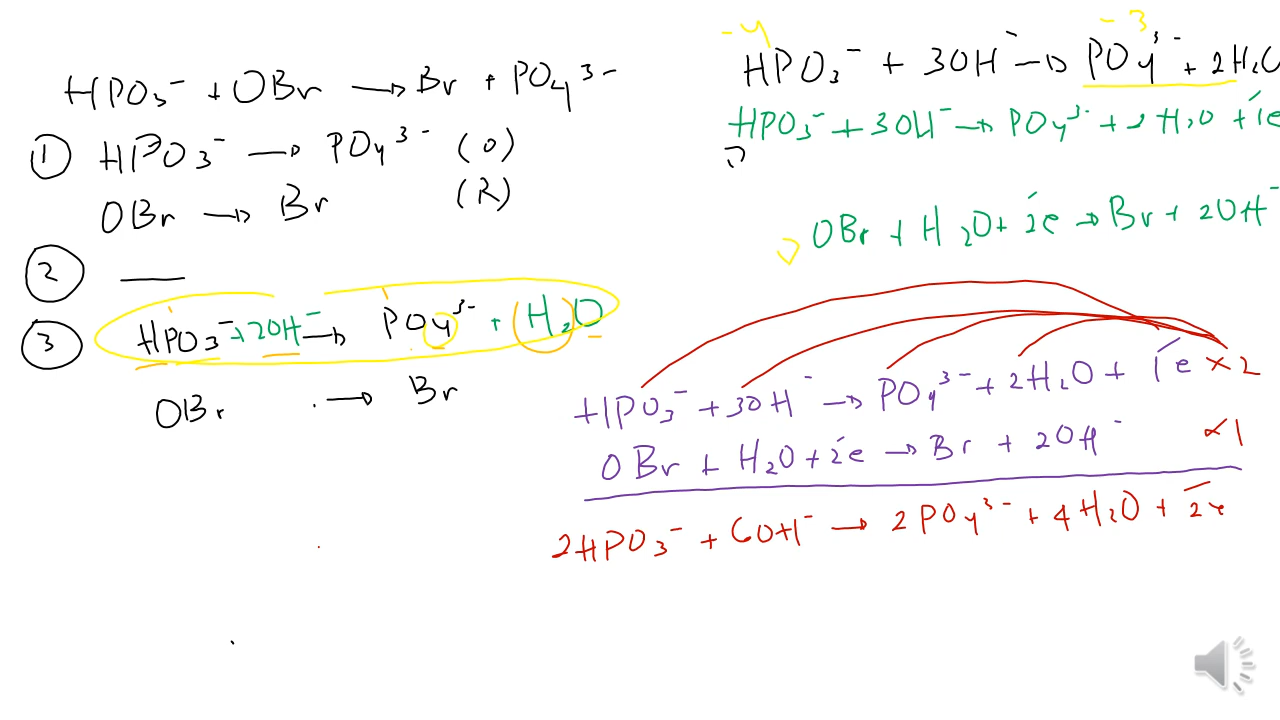 HPO₃⁻ + OBr ⟶ Br + PO₄³⁻
① HPO₃⁻ ⟶ PO₄³⁻ (O)
OBr ⟶ Br (R)
② —
③ HPO₃⁻ + 2OH⁻ ⟶ PO₄³⁻ + H₂O
OBr ⟶ Br
-4 -3
HPO₃⁻ + 3OH⁻ ⟶ PO₄³⁻ + 2H₂O
HPO₃⁻ + 3OH⁻ ⟶ PO₄³⁻ + 2H₂O + 1e⁻
OBr + H₂O + 2e⁻ ⟶ Br + 2OH⁻
HPO₃⁻ + 3OH⁻ ⟶ PO₄³⁻ + 2H₂O + 1e⁻ ×2
OBr + H₂O + 2e⁻ ⟶ Br + 2OH⁻ ×1
2HPO₃⁻ + 6OH⁻ ⟶ 2PO₄³⁻ + 4H₂O + 2e⁻